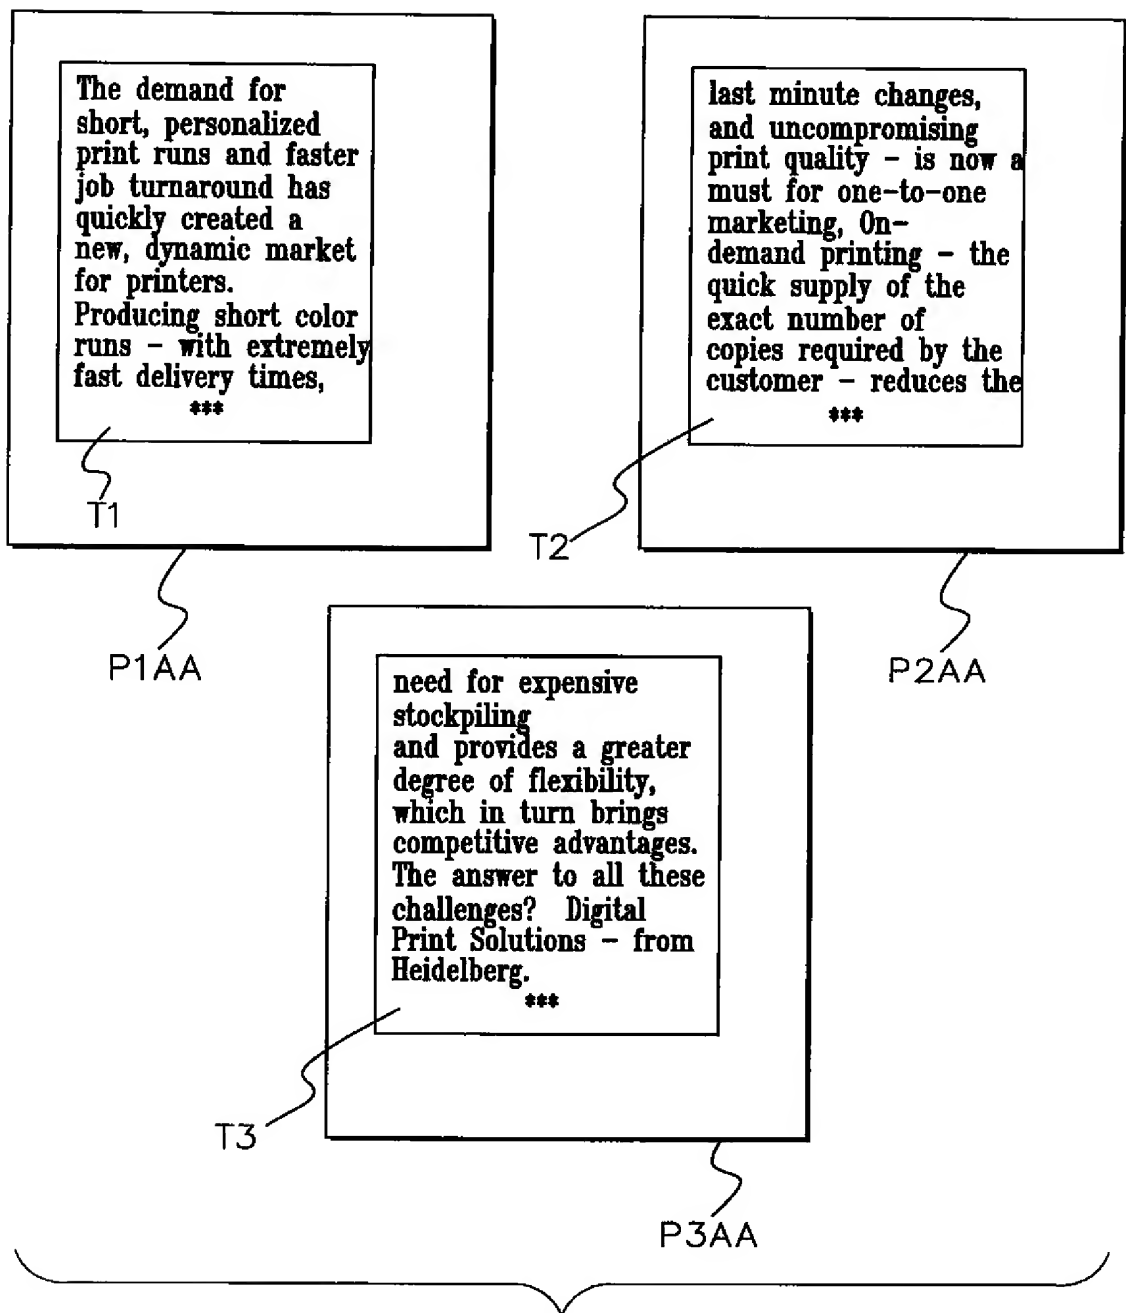 The demand for
short, personalized
print runs and faster
job turnaround has
quickly created a
new, dynamic market
for printers.
Producing short color
runs – with extremely
fast delivery times,
***
T1
P1AA
last minute changes,
and uncompromising
print quality – is now a
must for one-to-one
marketing, On-
demand printing – the
quick supply of the
exact number of
copies required by the
customer – reduces the
***
T2
P2AA
need for expensive
stockpiling
and provides a greater
degree of flexibility,
which in turn brings
competitive advantages.
The answer to all these
challenges? Digital
Print Solutions – from
Heidelberg.
***
T3
P3AA